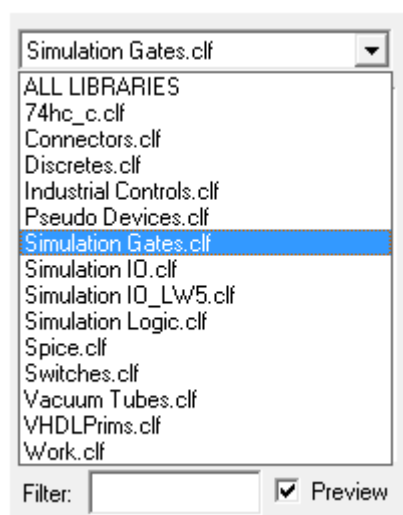 Simulation Gates.clf
ALL LIBRARIES
74hc_c.clf
Connectors.clf
Discretes.clf
Industrial Controls.clf
Pseudo Devices.clf
Simulation Gates.clf
Simulation IO.clf
Simulation IO_LW5.clf
Simulation Logic.clf
Spice.clf
Switches.clf
Vacuum Tubes.clf
VHDLPrims.clf
Work.clf
Filter: Preview